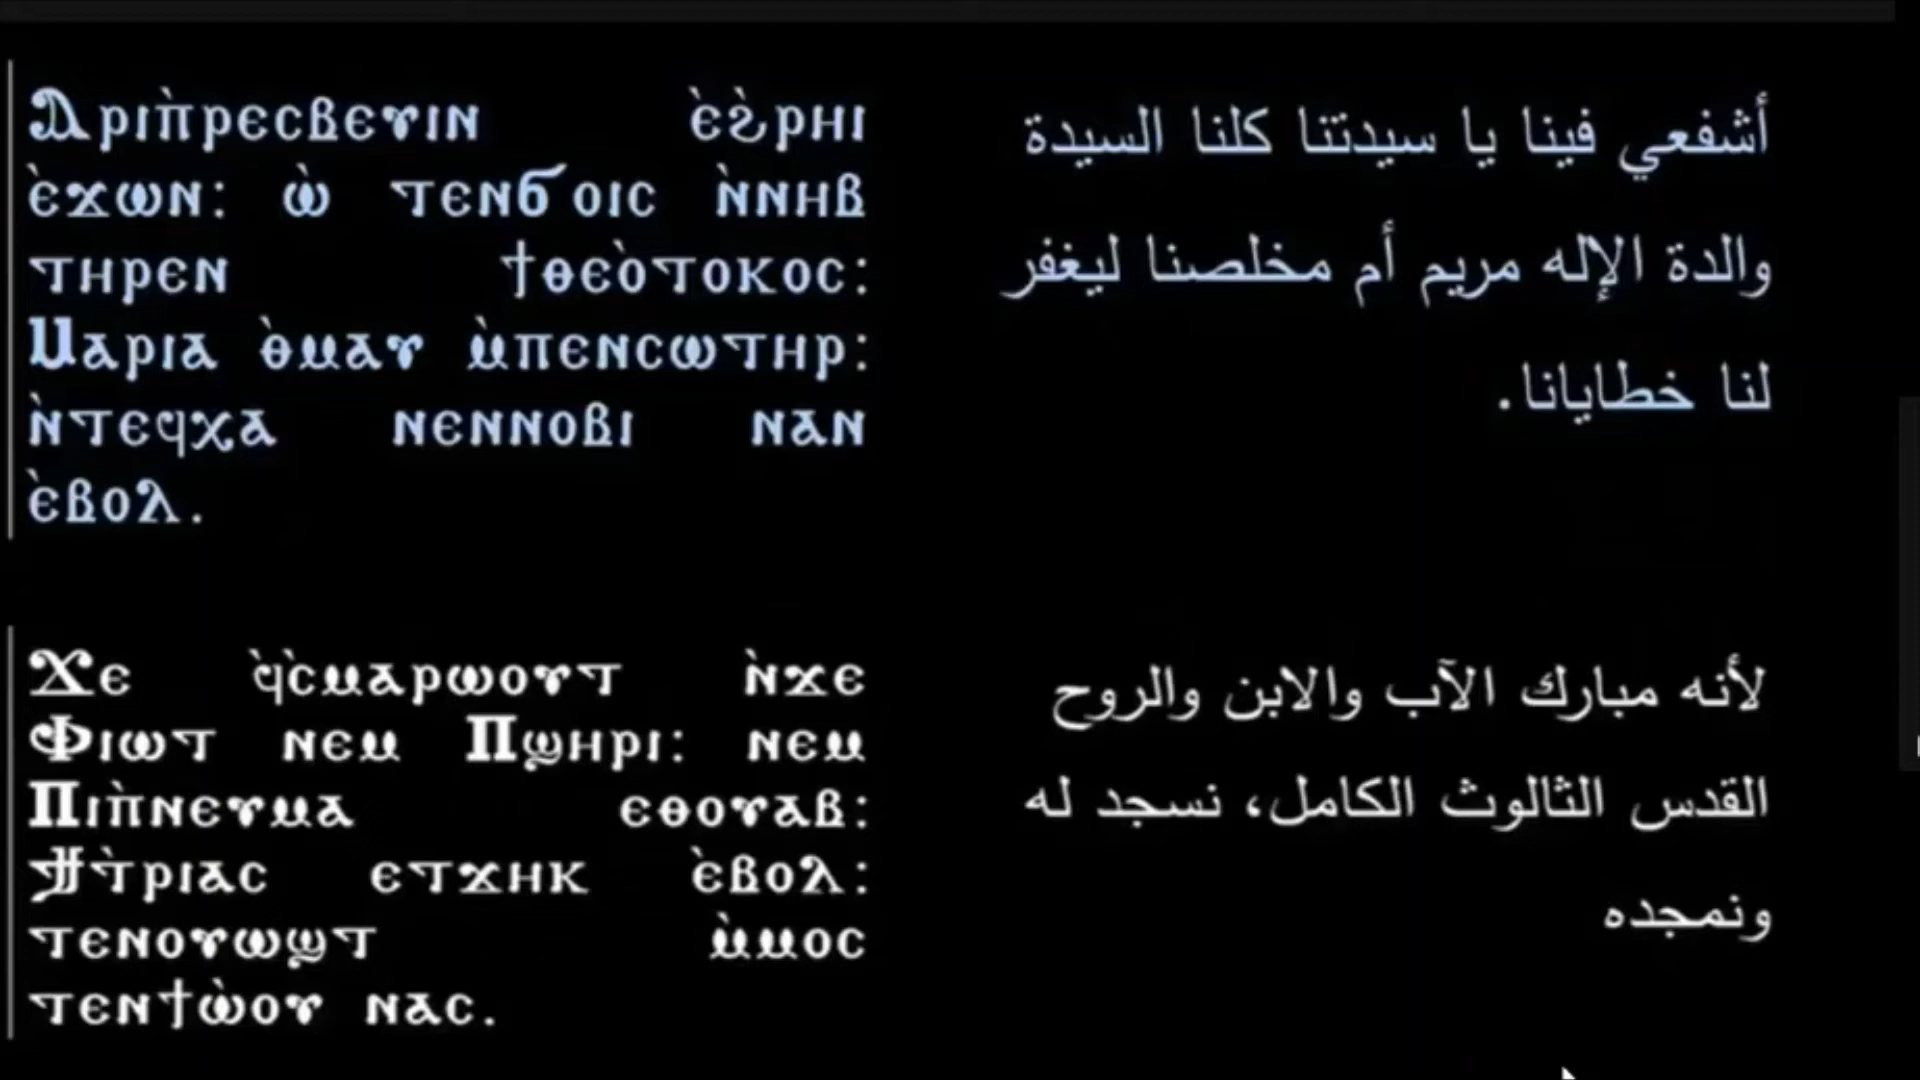 Ⲁⲣⲓⲡ̀ⲣⲉⲥⲃⲉⲩⲓⲛ ⲉ̀ϩ̀ⲣⲏⲓ
ⲉ̀ϫⲱⲛ: ⲱ̀ ⲧⲉⲛϭⲟⲓⲥ ⲛ̀ⲛⲏⲃ
ⲧⲏⲣⲉⲛ ϯⲑⲉⲟ̀ⲧⲟⲕⲟⲥ:
Ⲙⲁⲣⲓⲁ ⲑ̀ⲙⲁⲩ ⲙ̀ⲡⲉⲛⲥⲱⲧⲏⲣ:
ⲛ̀ⲧⲉϥⲭⲁ ⲛⲉⲛⲛⲟⲃⲓ ⲛⲁⲛ
ⲉ̀ⲃⲟⲗ.
أشفعي فينا يا سيدتنا كلنا السيدة
والدة الإله مريم أم مخلصنا ليغفر
لنا خطايانا.
Ϫⲉ ϥ̀ⲥ̀ⲙⲁⲣⲱⲟⲩⲧ ⲛ̀ϫⲉ
Ⲫⲓⲱⲧ ⲛⲉⲙ Ⲡϣⲏⲣⲓ: ⲛⲉⲙ
Ⲡⲓⲡ̀ⲛⲉⲩⲙⲁ ⲉⲑⲟⲩⲁⲃ:
Ϯⲧ̀ⲣⲓⲁⲥ ⲉⲧϫⲏⲕ ⲉ̀ⲃⲟⲗ:
ⲧⲉⲛⲟⲩⲱϣⲧ ⲙ̀ⲙⲟⲥ
ⲧⲉⲛϯⲱ̀ⲟⲩ ⲛⲁⲥ.
لأنه مبارك الآب والابن والروح
القدس الثالوث الكامل، نسجد له
ونمجده